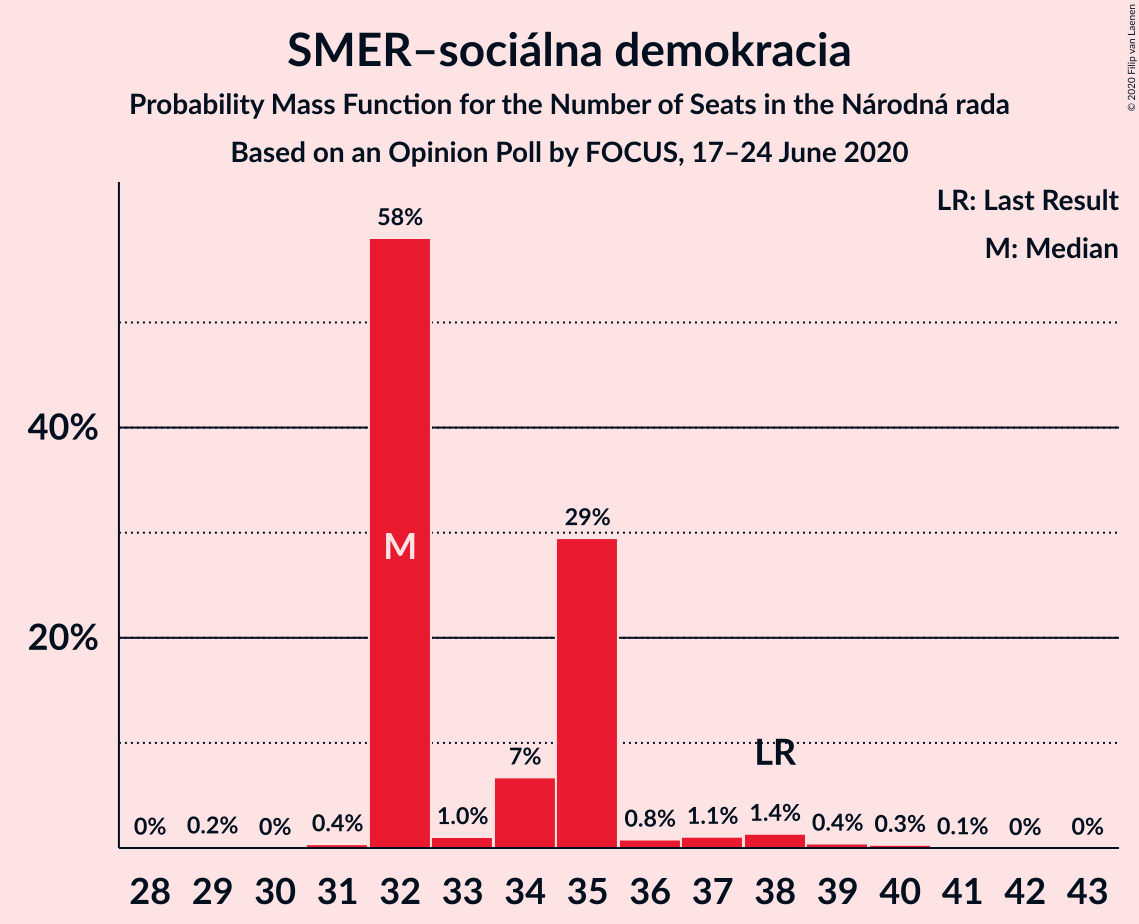 SMER–sociálna demokracia
Probability Mass Function for the Number of Seats in the Národná rada
Based on an Opinion Poll by FOCUS, 17–24 June 2020
© 2020 Filip van Laenen
LR: Last Result
M: Median
58%
40%
29%
M
20%
LR
7%
0% 0.2% 0% 0.4% 1.0% 0.8% 1.1% 1.4% 0.4% 0.3% 0.1% 0% 0%
28 29 30 31 32 33 34 35 36 37 38 39 40 41 42 43